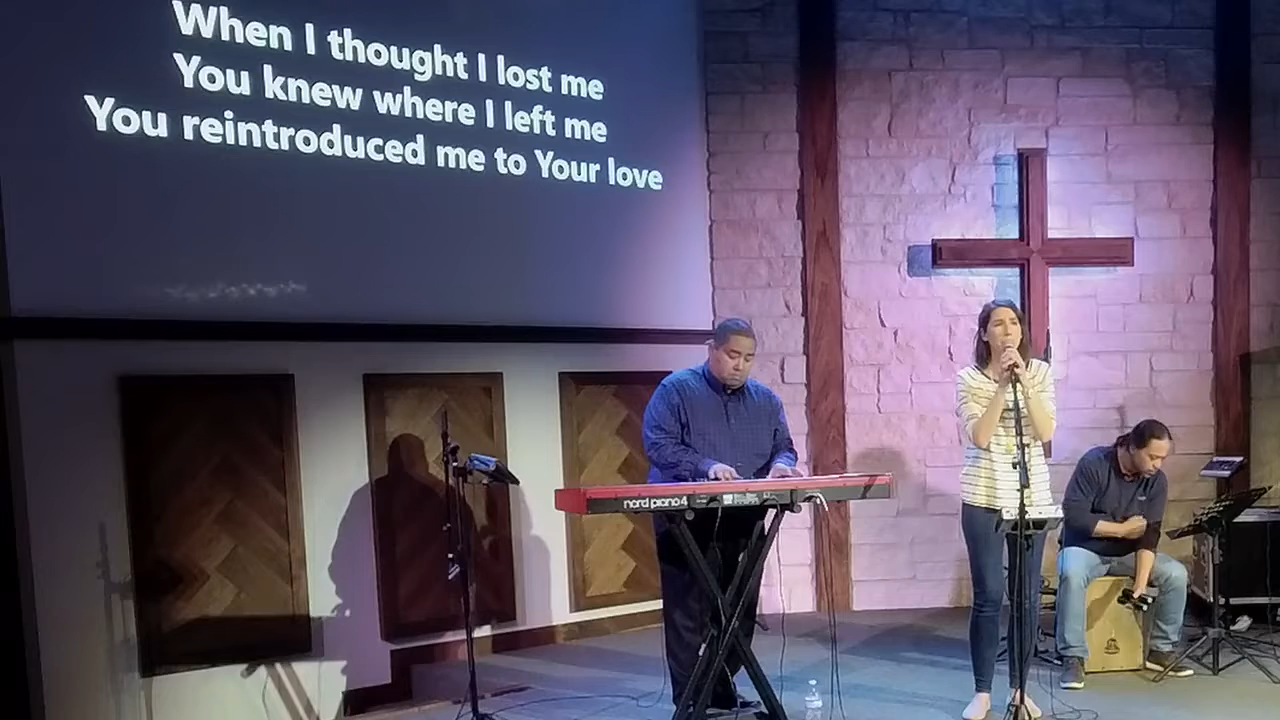 When I thought I lost me
You knew where I left me
You reintroduced me to Your love
nord piano 4